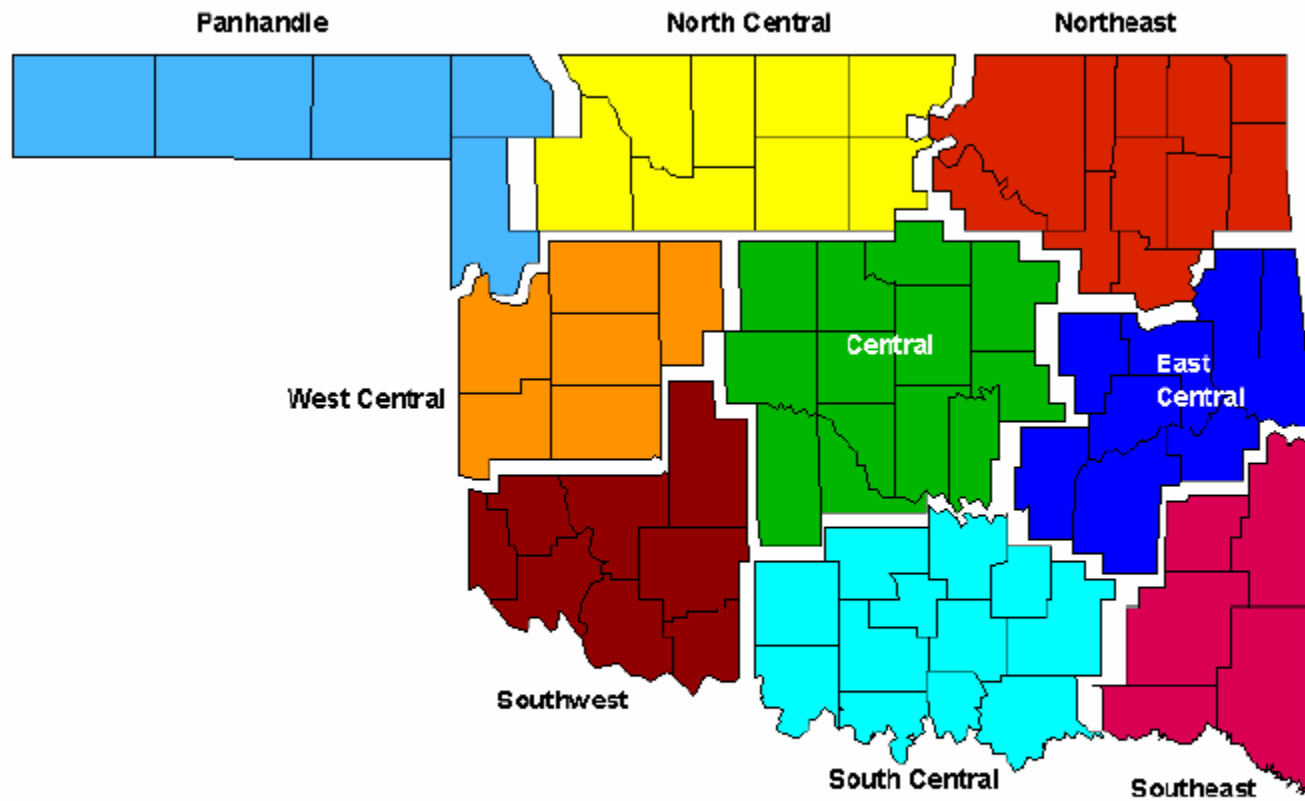 Panhandle
North Central
Northeast
Central
East
Central
West Central
Southwest
South Central
Southeast